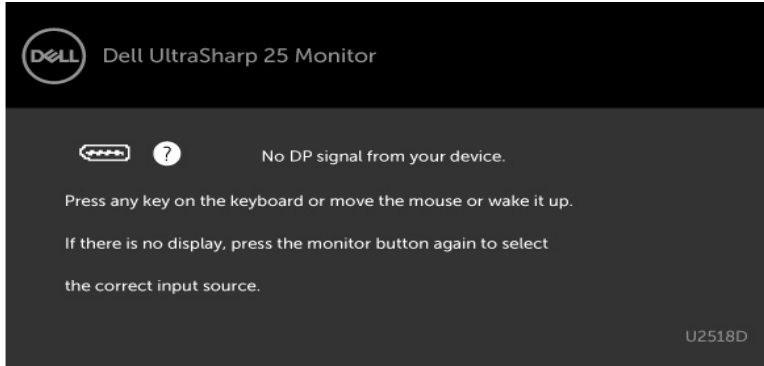 DELL
Dell UltraSharp 25 Monitor
?
No DP signal from your device.
Press any key on the keyboard or move the mouse or wake it up.
If there is no display, press the monitor button again to select
the correct input source.
U2518D